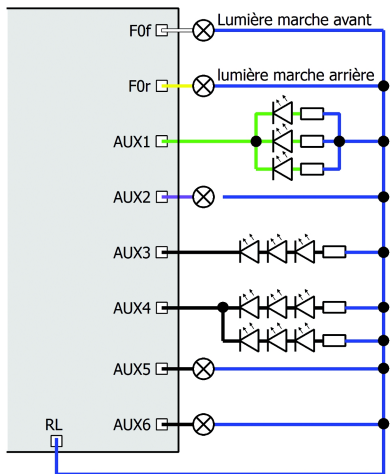 F0f Lumière marche avant
F0r lumière marche arrière
AUX1
AUX2
AUX3
AUX4
AUX5
RL AUX6